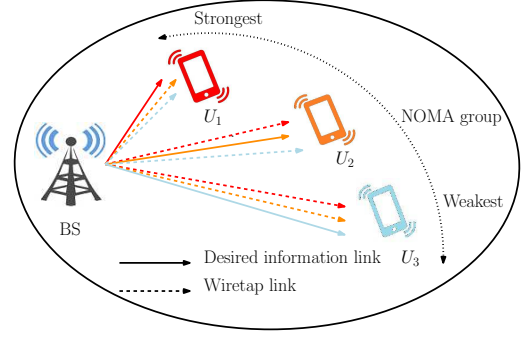 Strongest
U1
NOMA group
U2
Weakest
BS
U3
Desired information link
Wiretap link